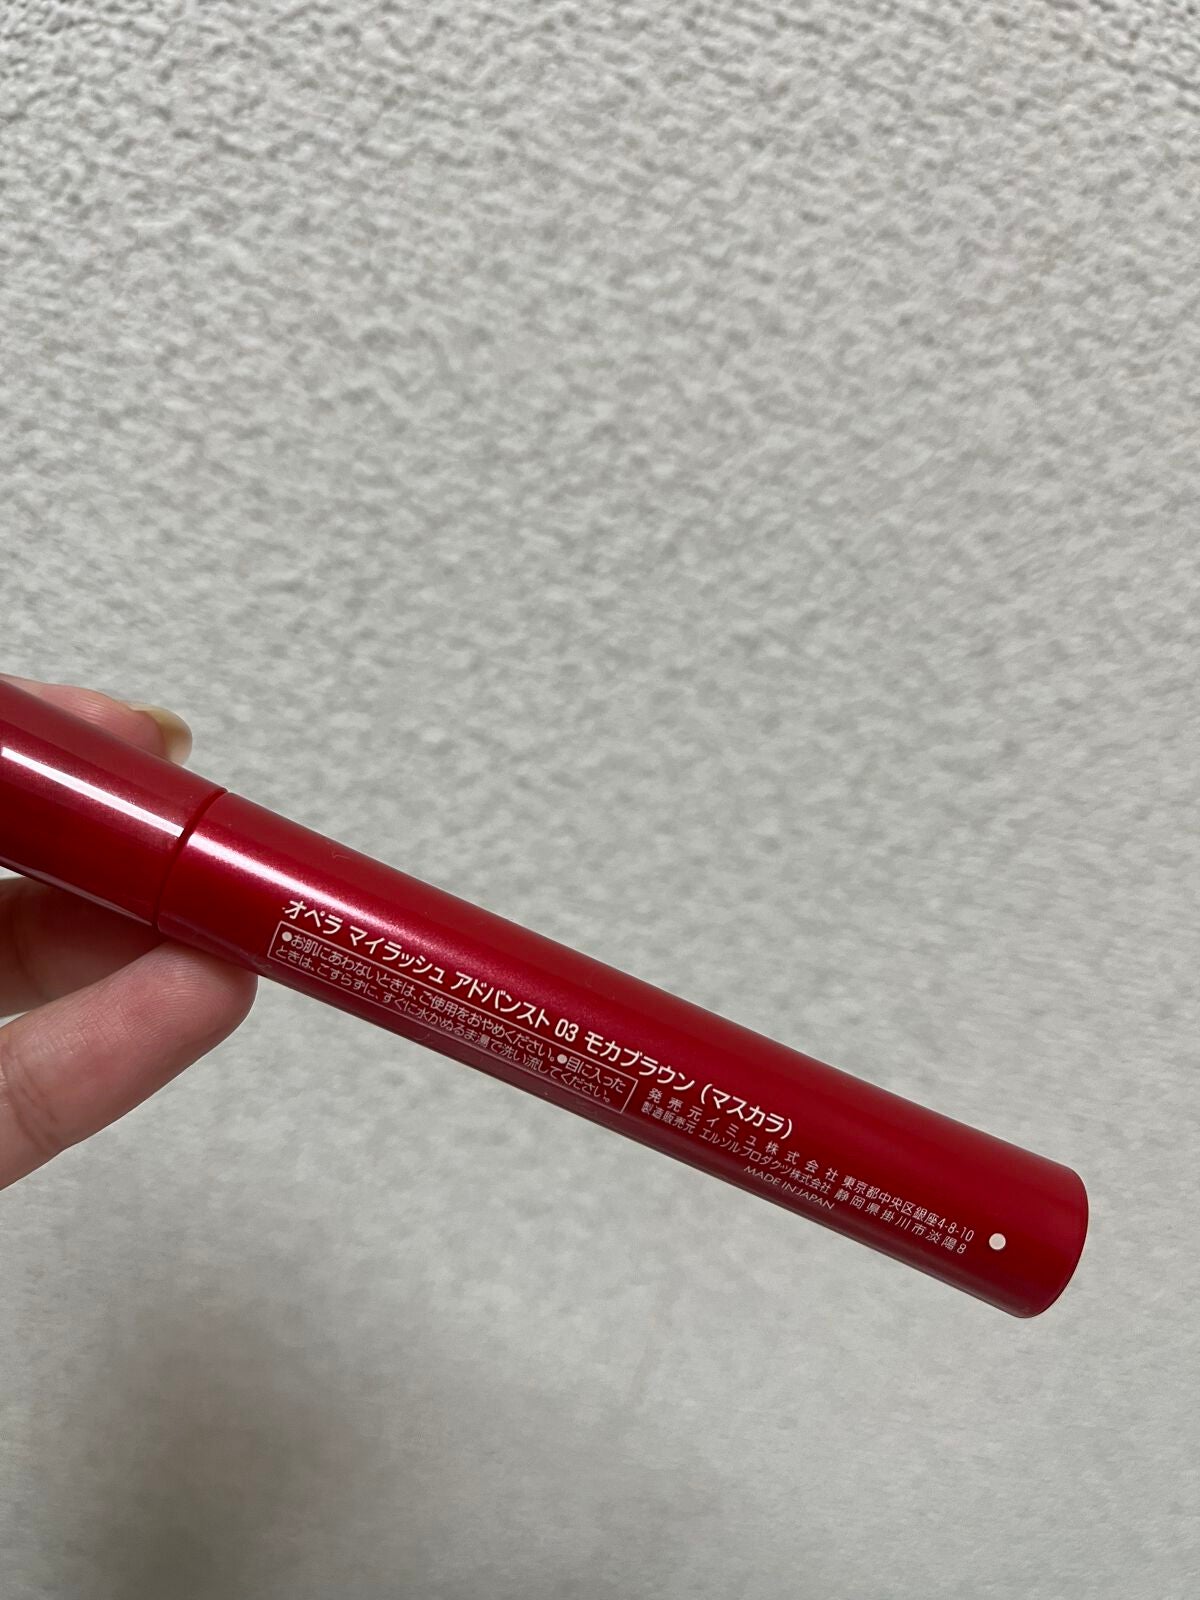 オペラ マイラッシュ アドバンスト 03 モカブラウン (マスカラ)
●お肌にあわないときは、ご使用をおやめください。●目に入った
ときは、こすらずに、すぐに水かぬるま湯で洗い流してください。
発売元イミュ株式会社 東京都中央区銀座4-8-10
製造販売元 エルソルプロダクツ株式会社 静岡県掛川市淡陽8
MADE IN JAPAN